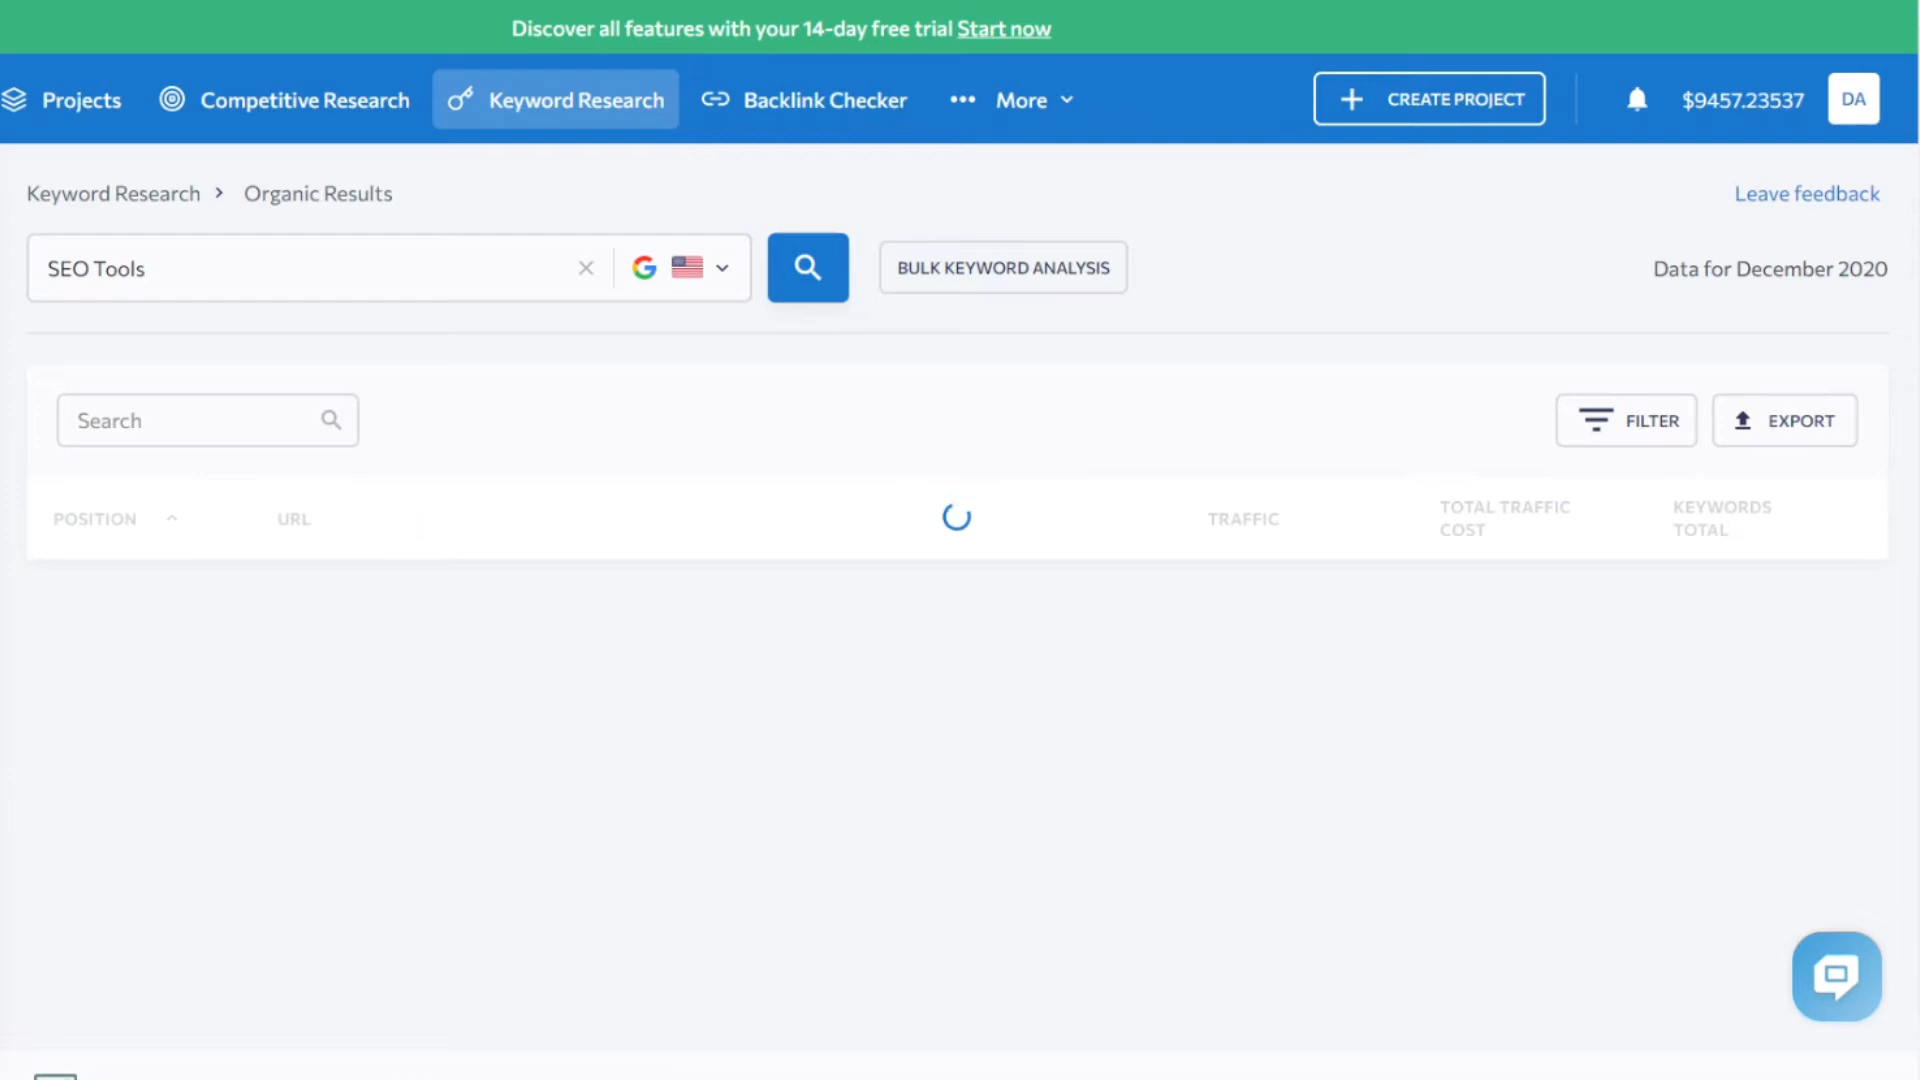 Discover all features with your 14-day free trial Start now
Projects
Competitive Research
Keyword Research
Backlink Checker
More
CREATE PROJECT
$9457.23537
DA
Keyword Research
Organic Results
Leave feedback
SEO Tools
BULK KEYWORD ANALYSIS
Data for December 2020
Search
FILTER
EXPORT
POSITION
URL
TRAFFIC
TOTAL TRAFFIC
COST
KEYWORDS
TOTAL